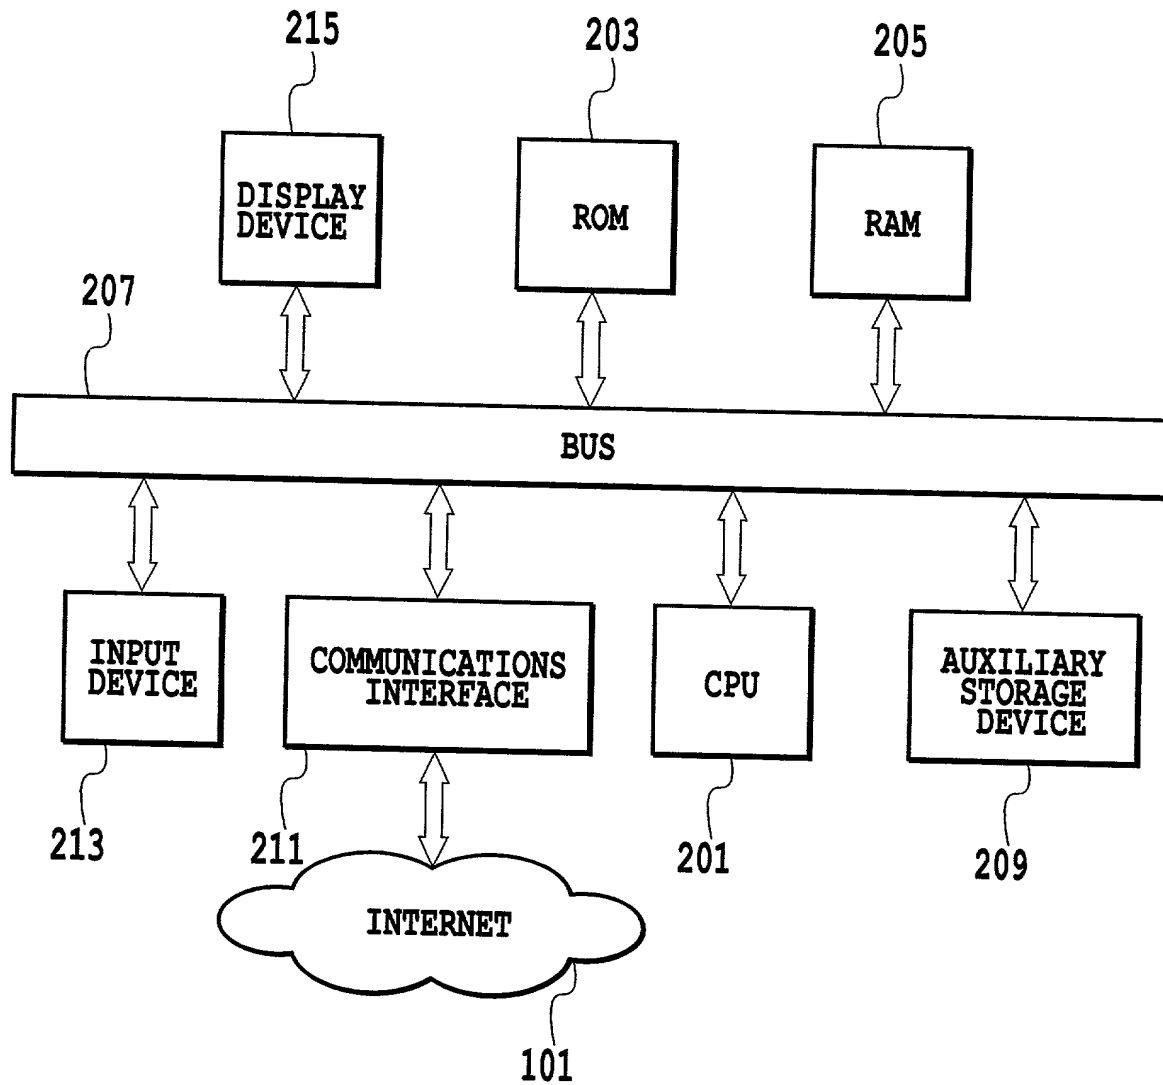 215
203
205
DISPLAY
DEVICE
ROM
RAM
207
BUS
INPUT
DEVICE
COMMUNICATIONS
INTERFACE
CPU
AUXILIARY
STORAGE
DEVICE
213
211
201
209
INTERNET
101